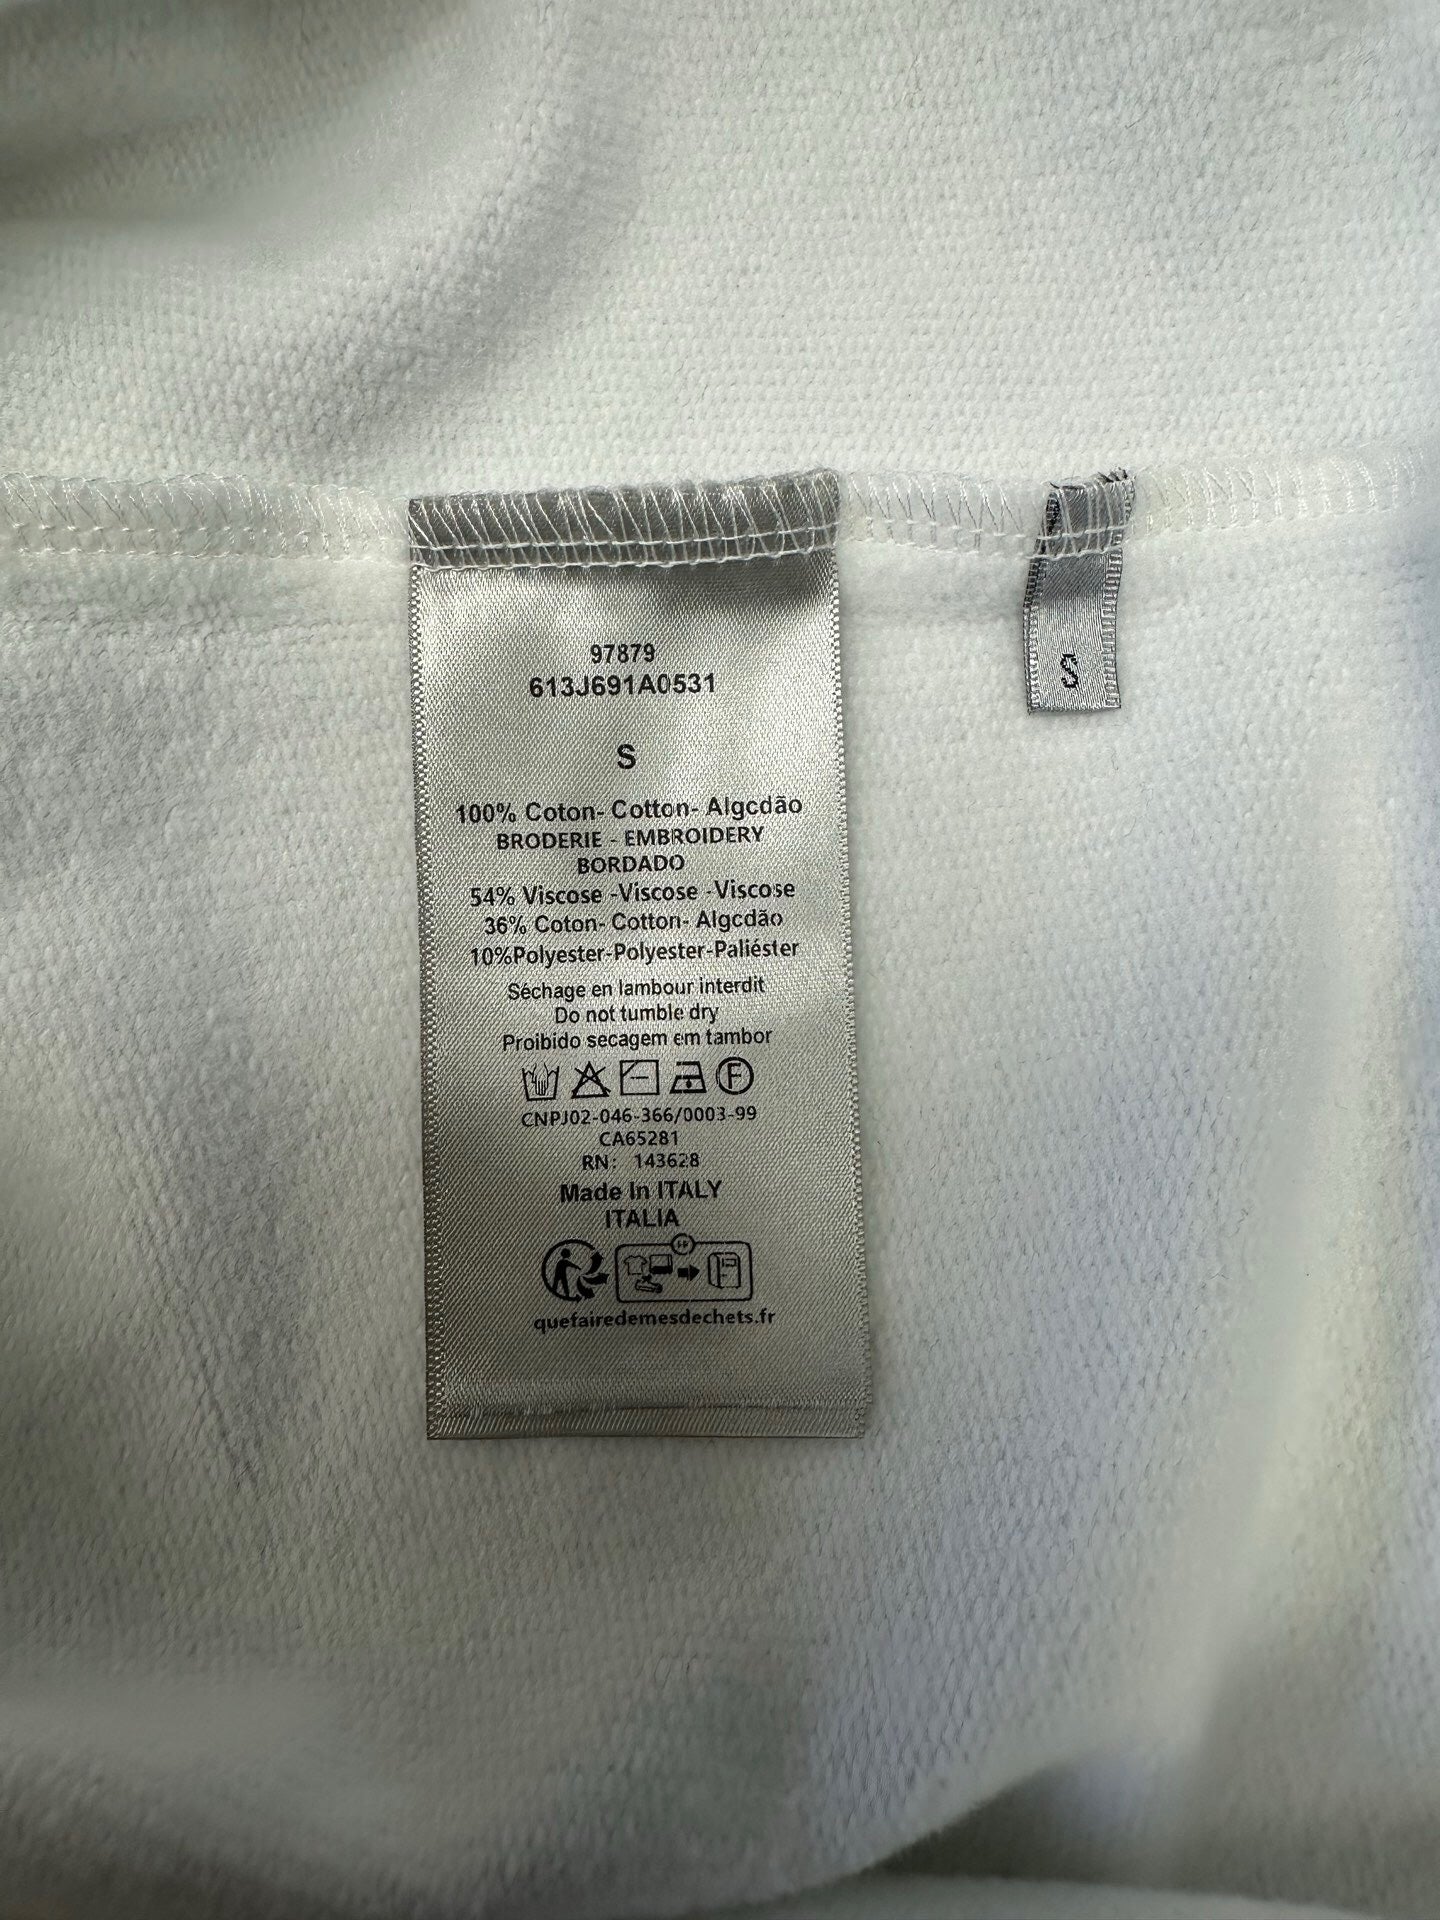 97879
613J691A0531
S
S
100% Coton- Cotton- Algcdão
BRODERIE - EMBROIDERY
BORDADO
54% Viscose -Viscose -Viscose
36% Coton- Cotton- Algcdão
10%Polyester-Polyester-Paliéster
Séchage en lambour interdit
Do not tumble dry
Proibido secagem em tambor
F
CNPJ02-046-366/0003-99
CA65281
RN: 143628
Made In ITALY
ITALIA
quefairedemesdechets.fr